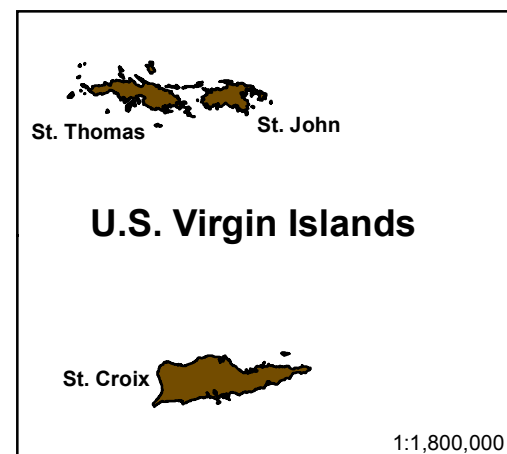 St. Thomas
St. John
U.S. Virgin Islands
St. Croix
1:1,800,000